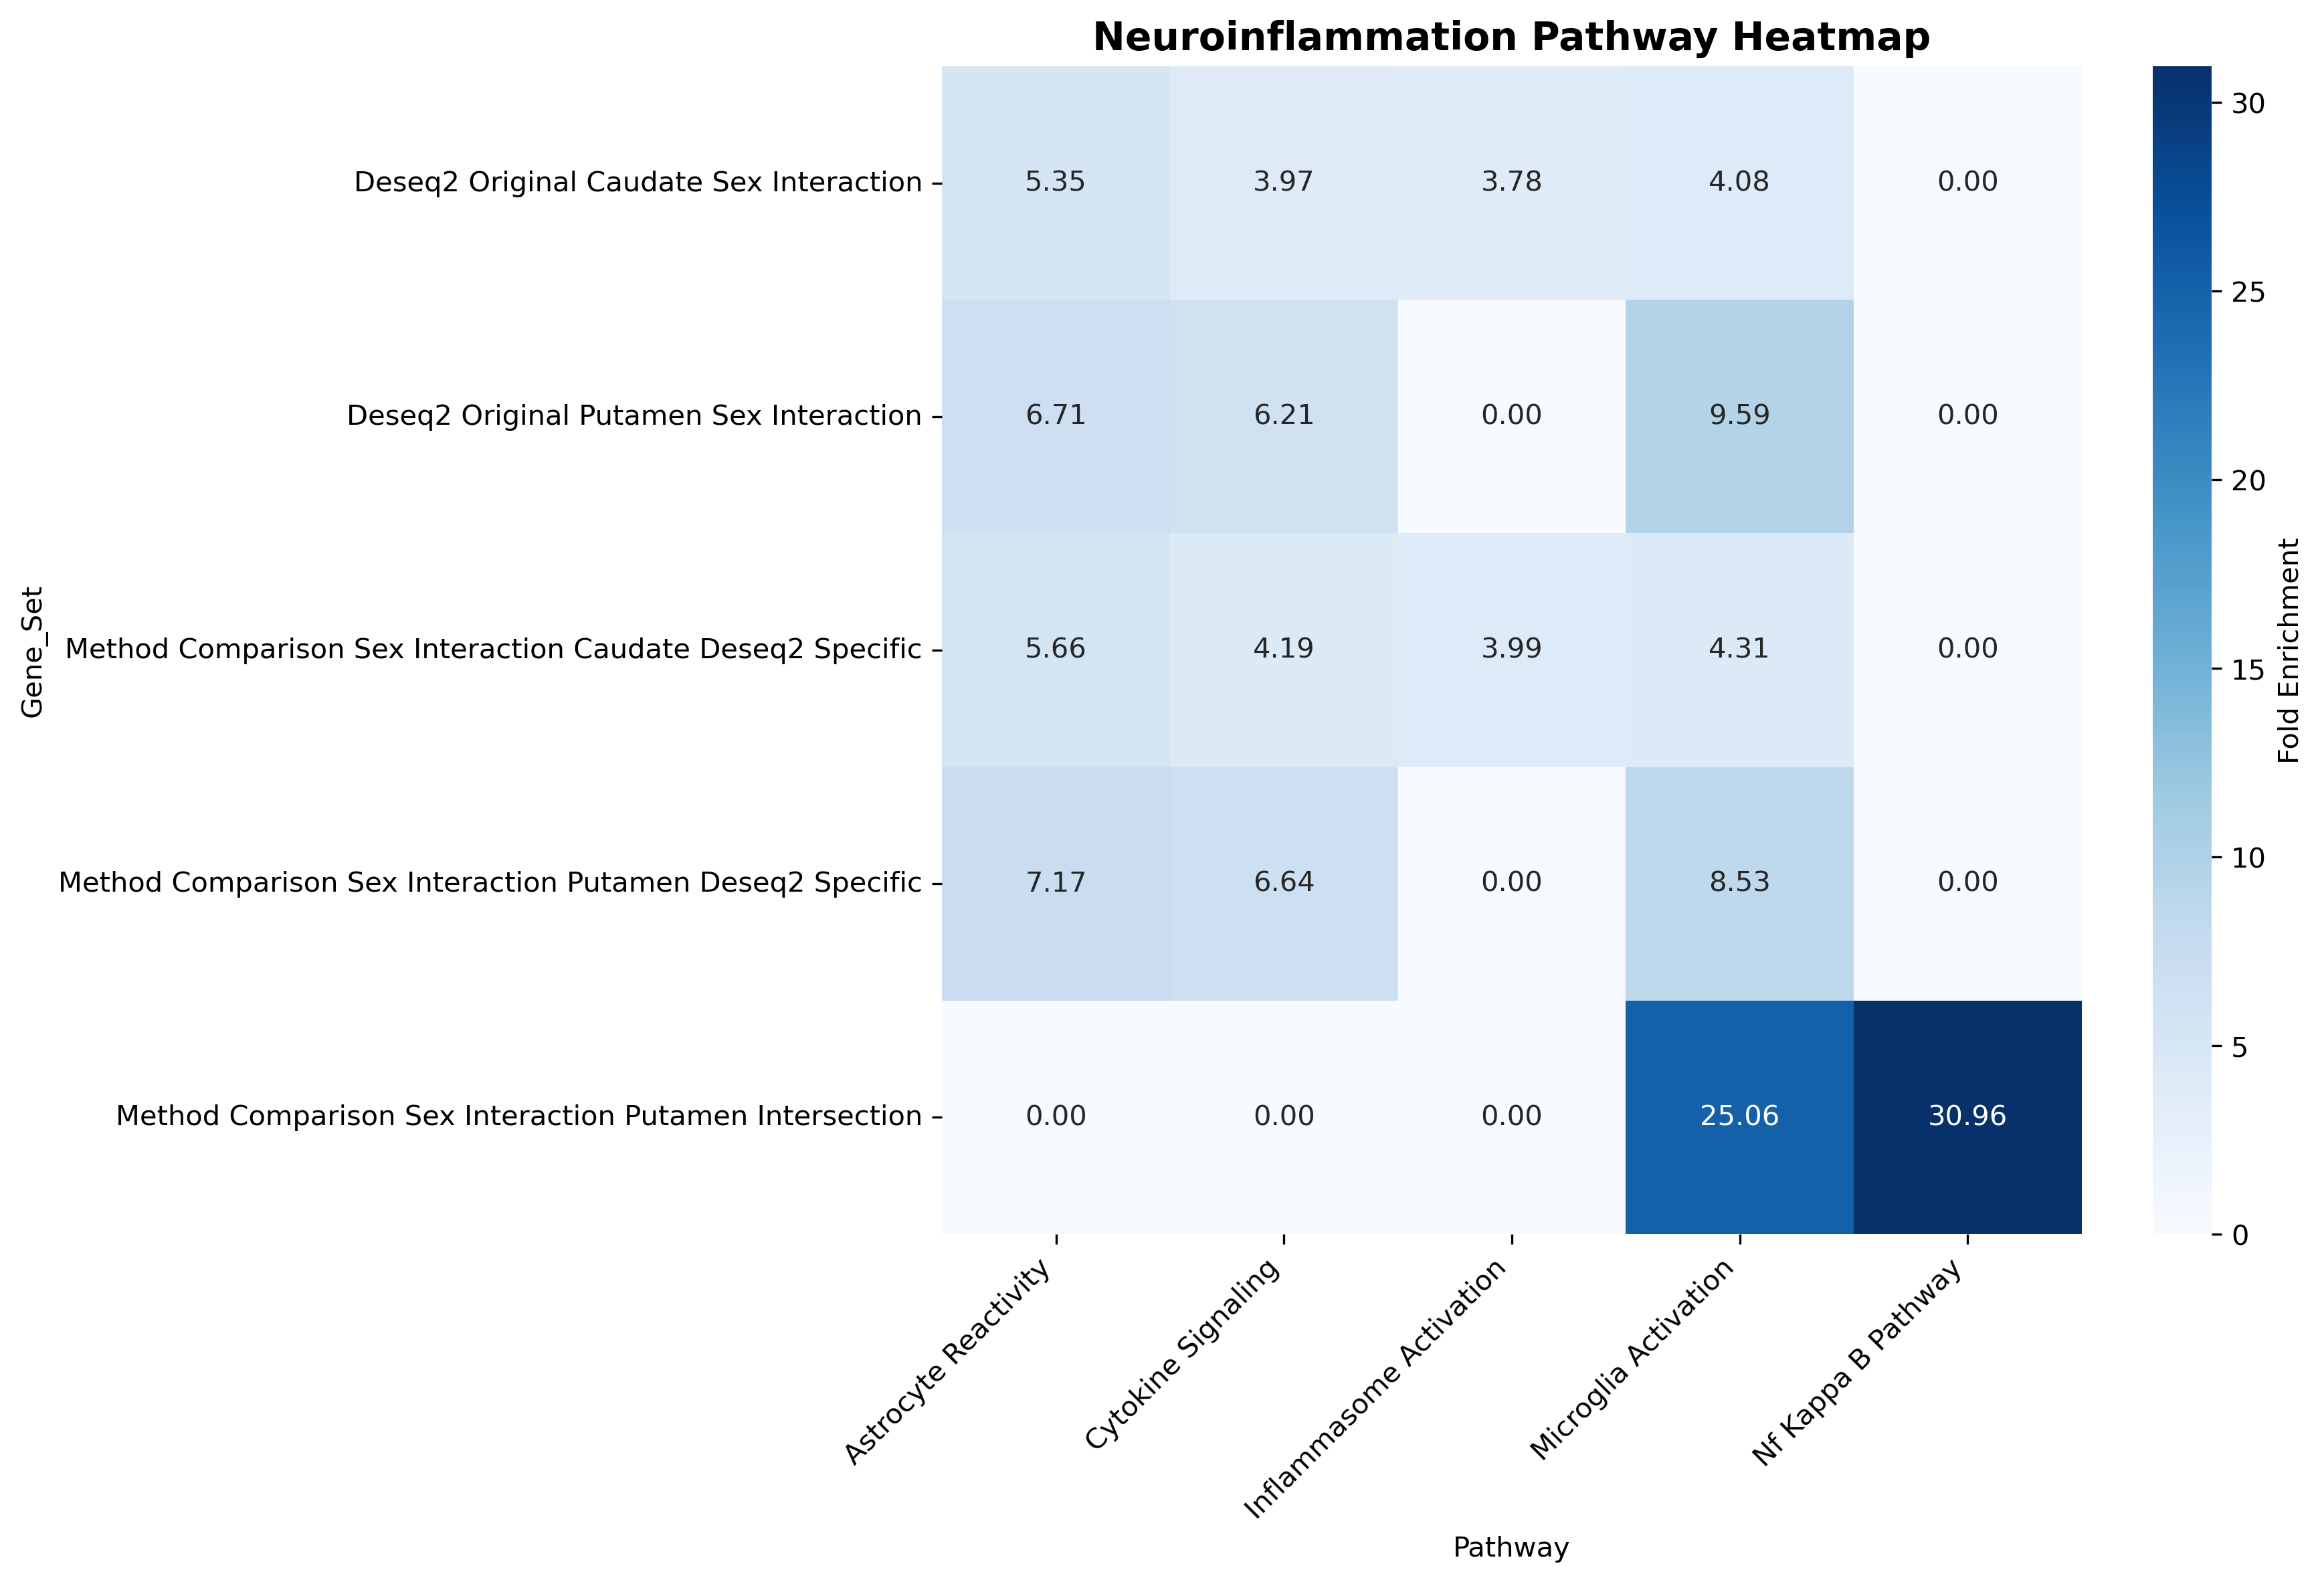 Neuroinflammation Pathway Heatmap
Gene_Set
Deseq2 Original Caudate Sex Interaction 5.35 3.97 3.78 4.08 0.00
Deseq2 Original Putamen Sex Interaction 6.71 6.21 0.00 9.59 0.00
Method Comparison Sex Interaction Caudate Deseq2 Specific 5.66 4.19 3.99 4.31 0.00
Method Comparison Sex Interaction Putamen Deseq2 Specific 7.17 6.64 0.00 8.53 0.00
Method Comparison Sex Interaction Putamen Intersection 0.00 0.00 0.00 25.06 30.96
Astrocyte Reactivity
Cytokine Signaling
Inflammasome Activation
Microglia Activation
Nf Kappa B Pathway
Pathway
30
25
20
15
10
5
0
Fold Enrichment